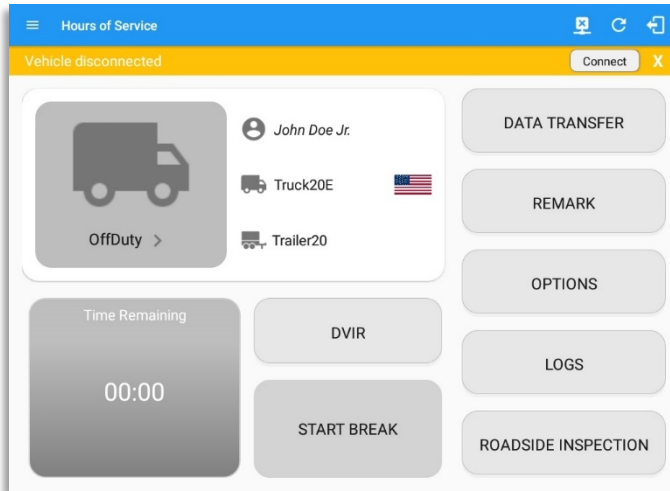 Hours of Service
Vehicle disconnected
Connect X
John Doe Jr.
Truck20E
Trailer20
OffDuty >
Time Remaining
00:00
DVIR
START BREAK
DATA TRANSFER
REMARK
OPTIONS
LOGS
ROADSIDE INSPECTION